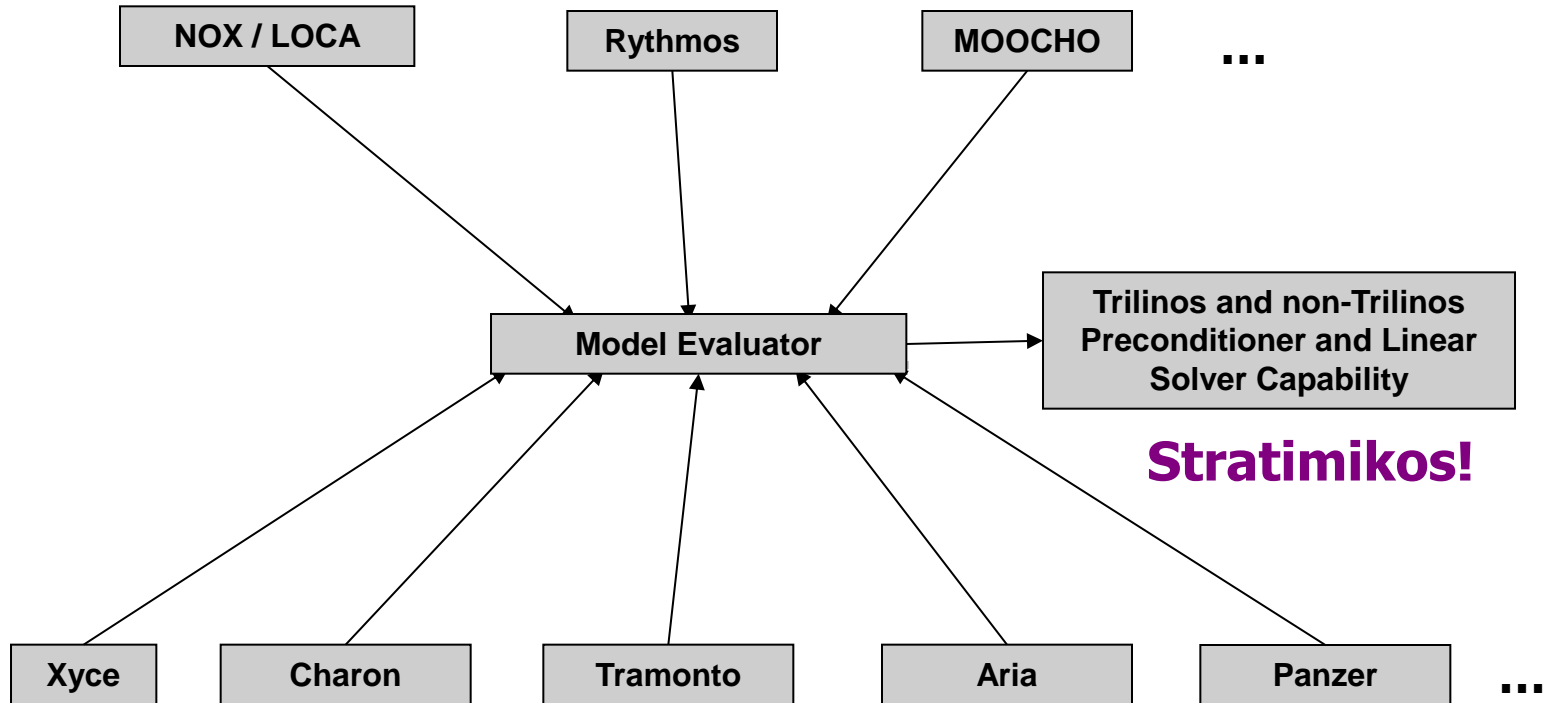 NOX / LOCA
Rythmos
MOOCHO
...
Model Evaluator
Trilinos and non-Trilinos
Preconditioner and Linear
Solver Capability
Stratimikos!
Xyce
Charon
Tramonto
Aria
Panzer
...